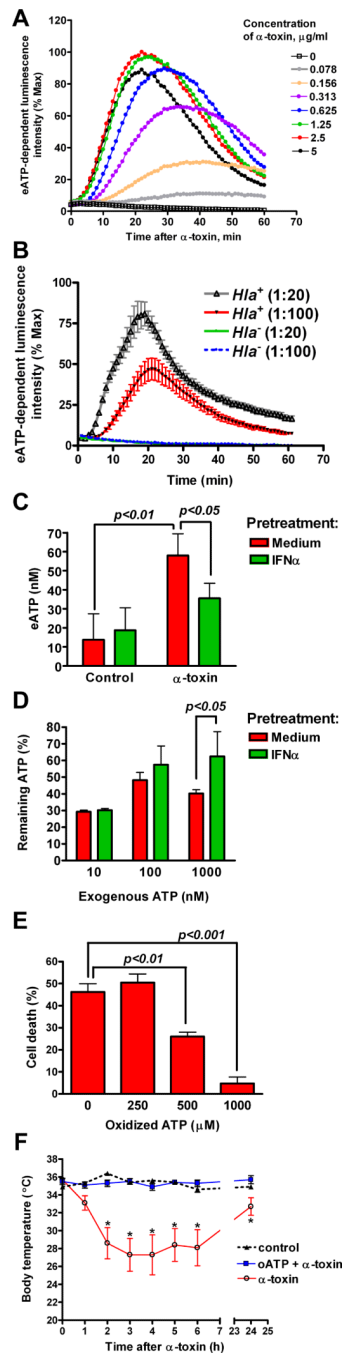 A
Concentration
of α-toxin, μg/ml
0
0.078
0.156
0.313
0.625
1.25
2.5
5
eATP-dependent luminescence
intensity (% Max)
100
80
60
40
20
0
0 10 20 30 40 50 60 70
Time after α-toxin, min
B
Hla+ (1:20)
Hla+ (1:100)
Hla- (1:20)
Hla- (1:100)
eATP-dependent luminescence
intensity (% Max)
100
75
50
25
0
0 10 20 30 40 50 60 70
Time (min)
C
p<0.01
p<0.05
Pretreatment:
Medium
IFNα
eATP (nM)
70
60
50
40
30
20
10
0
Control α-toxin
D
p<0.05
Pretreatment:
Medium
IFNα
Remaining ATP (%)
80
70
60
50
40
30
20
10
0
10 100 1000
Exogenous ATP (nM)
E
p<0.001
p<0.01
Cell death (%)
60
50
40
30
20
10
0
0 250 500 1000
Oxidized ATP (μM)
F
Body temperature (°C)
38
36
34
32
30
28
26
24
22
* * * * * *
control
oATP + α-toxin
α-toxin
0 1 2 3 4 5 6 7 23 24 25
Time after α-toxin (h)